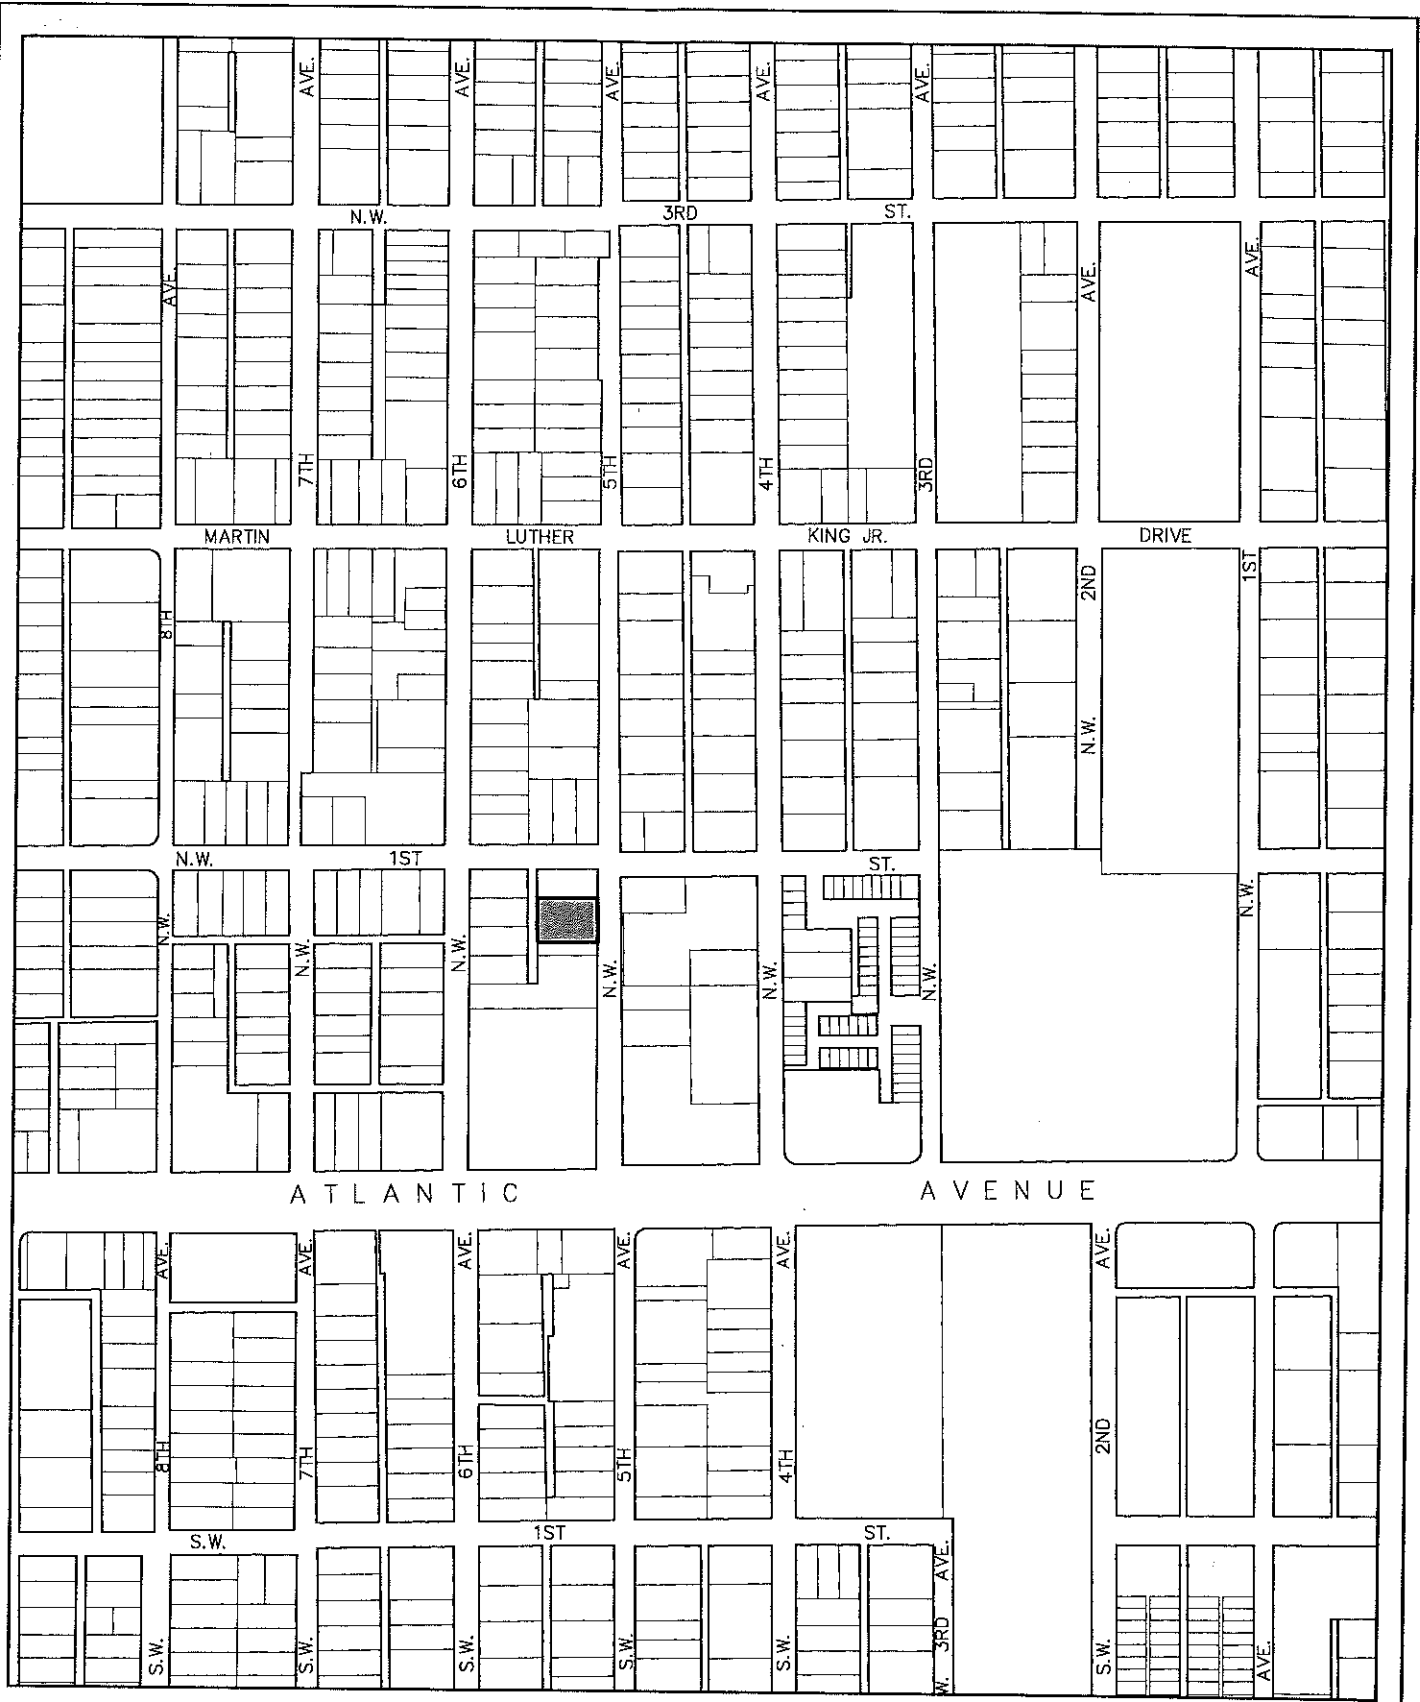 AVE. AVE. AVE. AVE. AVE.
N.W. 3RD ST.
AVE. AVE. AVE.
7TH 6TH 5TH 4TH 3RD
MARTIN LUTHER KING JR. DRIVE
8TH 2ND 1ST
N.W.
N.W. 1ST ST.
N.W. N.W. N.W. N.W. N.W. N.W. N.W.
ATLANTIC AVENUE
AVE. AVE. AVE. AVE. AVE. AVE.
8TH 7TH 6TH 5TH 4TH 2ND
S.W. 1ST ST.
AVE.
S.W. S.W. S.W. S.W. S.W. 3RD S.W. AVE.
W.